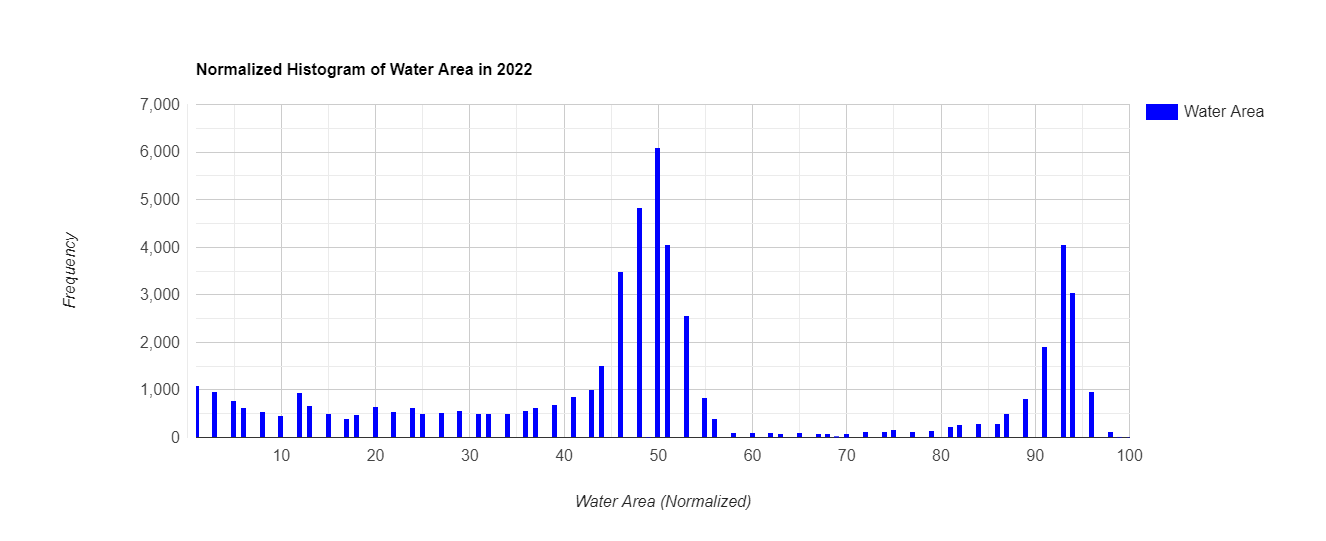 Normalized Histogram of Water Area in 2022
Water Area
7,000
6,000
5,000
4,000
3,000
2,000
1,000
0
Frequency
10 20 30 40 50 60 70 80 90 100
Water Area (Normalized)